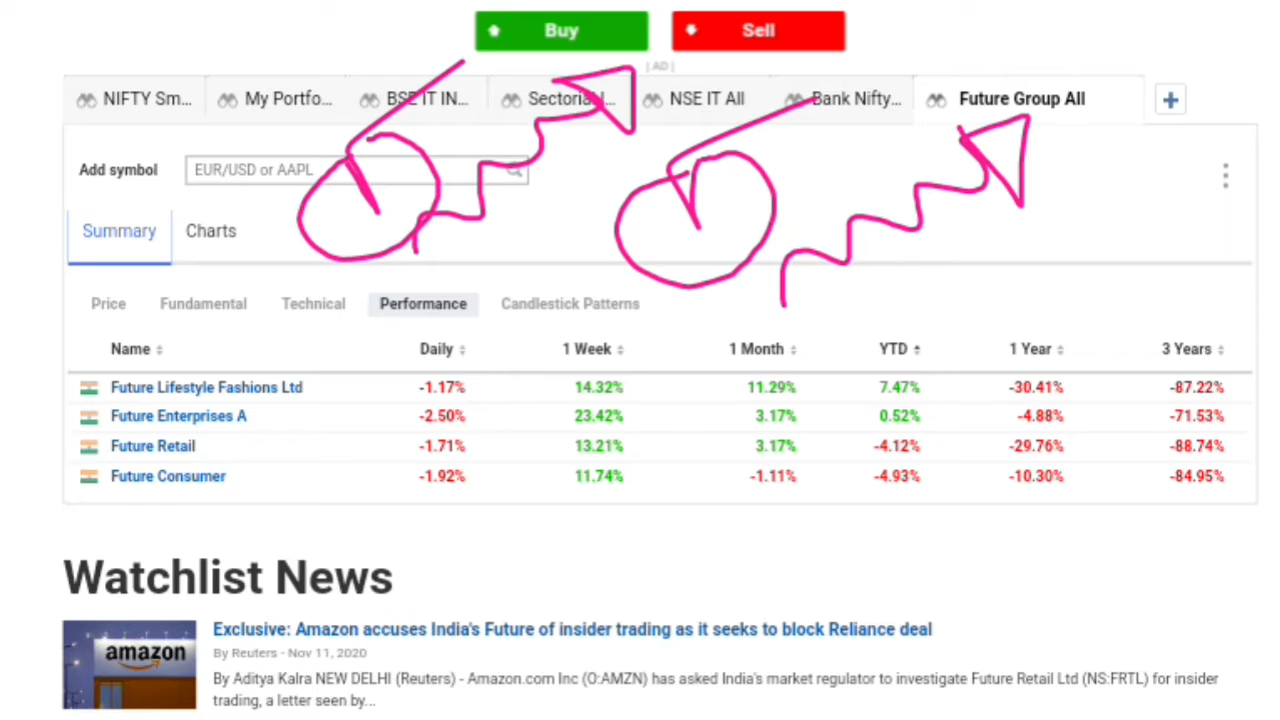 Buy Sell
| AD |
NIFTY Sm... My Portfo... BSE IT IN... Sectorial I... NSE IT All Bank Nifty... Future Group All +
Add symbol EUR/USD or AAPL
Summary Charts
Price Fundamental Technical Performance Candlestick Patterns
Name Daily 1 Week 1 Month YTD 1 Year 3 Years
Future Lifestyle Fashions Ltd -1.17% 14.32% 11.29% 7.47% -30.41% -87.22%
Future Enterprises A -2.50% 23.42% 3.17% 0.52% -4.88% -71.53%
Future Retail -1.71% 13.21% 3.17% -4.12% -29.76% -88.74%
Future Consumer -1.92% 11.74% -1.11% -4.93% -10.30% -84.95%
Watchlist News
Exclusive: Amazon accuses India's Future of insider trading as it seeks to block Reliance deal
amazon
By Reuters - Nov 11, 2020
By Aditya Kalra NEW DELHI (Reuters) - Amazon.com Inc (O:AMZN) has asked India's market regulator to investigate Future Retail Ltd (NS:FRTL) for insider
trading, a letter seen by...